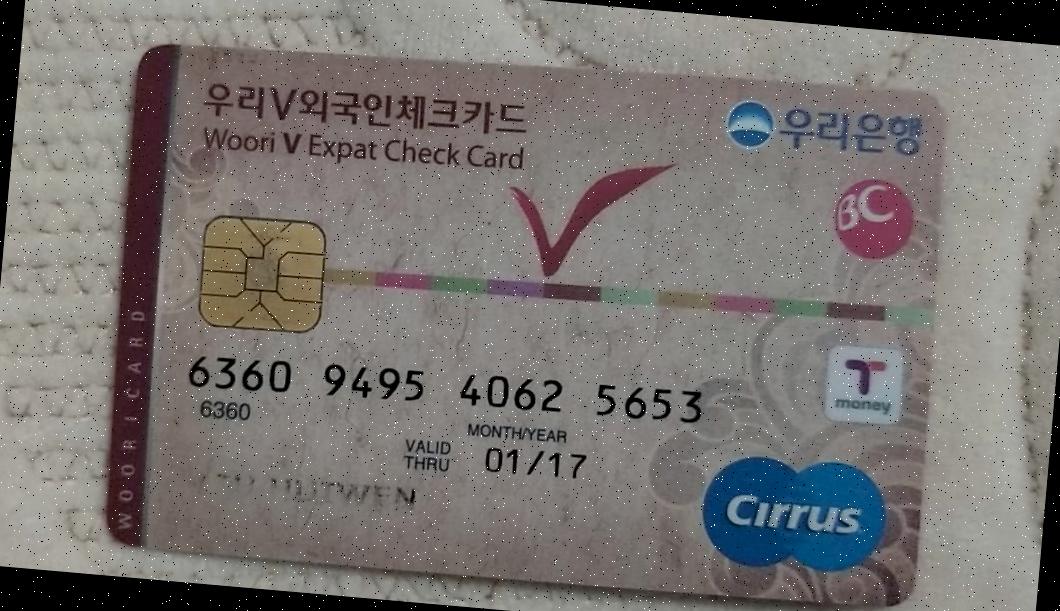 우리V외국인체크카드
Woori V Expat Check Card
우리은행
BC
WOORI CARD
T
money
6360 9495 4062 5653
6360
MONTH/YEAR
VALID
THRU
01/17
Cirrus